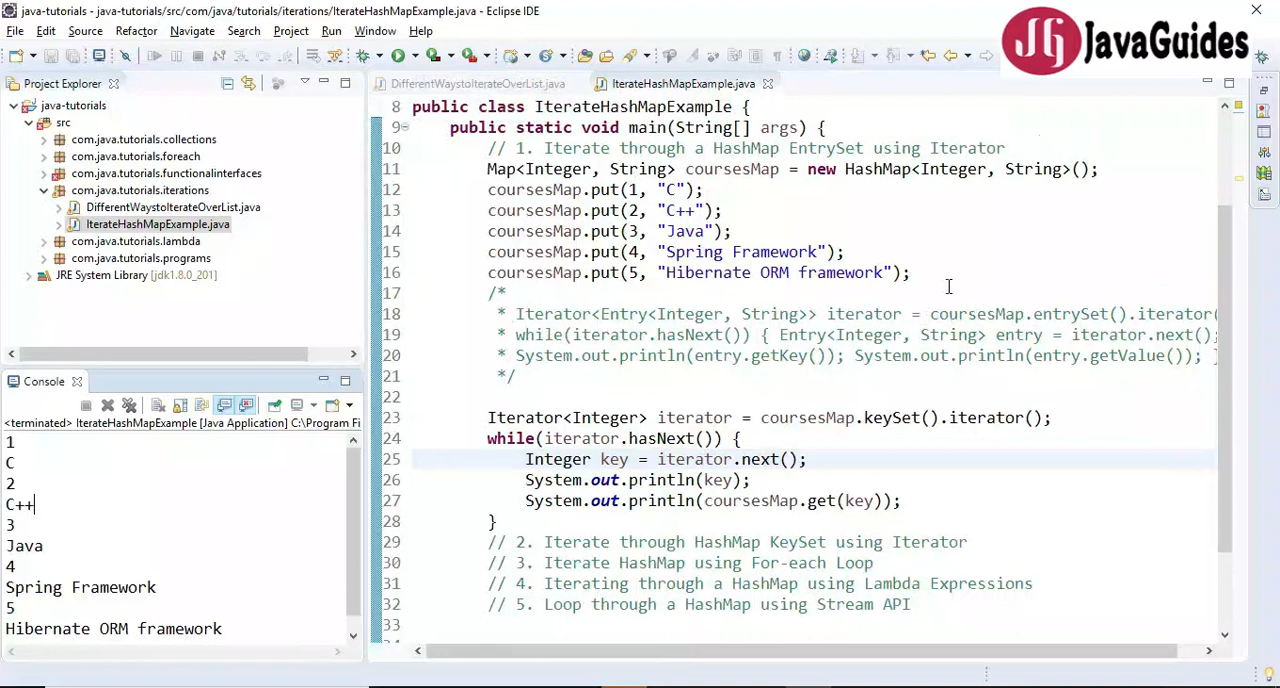 java-tutorials - java-tutorials/src/com/java/tutorials/iterations/IterateHashMapExample.java - Eclipse IDE
File Edit Source Refactor Navigate Search Project Run Window Help
JG JavaGuides
Project Explorer
java-tutorials
src
com.java.tutorials.collections
com.java.tutorials.foreach
com.java.tutorials.functionalinterfaces
com.java.tutorials.iterations
DifferentWaystoIterateOverList.java
IterateHashMapExample.java
com.java.tutorials.lambda
com.java.tutorials.programs
JRE System Library [jdk1.8.0_201]
Console
<terminated> IterateHashMapExample [Java Application] C:\Program Fi
1
C
2
C++
3
Java
4
Spring Framework
5
Hibernate ORM framework
DifferentWaystoIterateOverList.java IterateHashMapExample.java
8 public class IterateHashMapExample {
9 public static void main(String[] args) {
10 // 1. Iterate through a HashMap EntrySet using Iterator
11 Map<Integer, String> coursesMap = new HashMap<Integer, String>();
12 coursesMap.put(1, "C");
13 coursesMap.put(2, "C++");
14 coursesMap.put(3, "Java");
15 coursesMap.put(4, "Spring Framework");
16 coursesMap.put(5, "Hibernate ORM framework");
17 /*
18 * Iterator<Entry<Integer, String>> iterator = coursesMap.entrySet().iterator(
19 * while(iterator.hasNext()) { Entry<Integer, String> entry = iterator.next();
20 * System.out.println(entry.getKey()); System.out.println(entry.getValue()); }
21 */
22
23 Iterator<Integer> iterator = coursesMap.keySet().iterator();
24 while(iterator.hasNext()) {
25 Integer key = iterator.next();
26 System.out.println(key);
27 System.out.println(coursesMap.get(key));
28 }
29 // 2. Iterate through HashMap KeySet using Iterator
30 // 3. Iterate HashMap using For-each Loop
31 // 4. Iterating through a HashMap using Lambda Expressions
32 // 5. Loop through a HashMap using Stream API
33